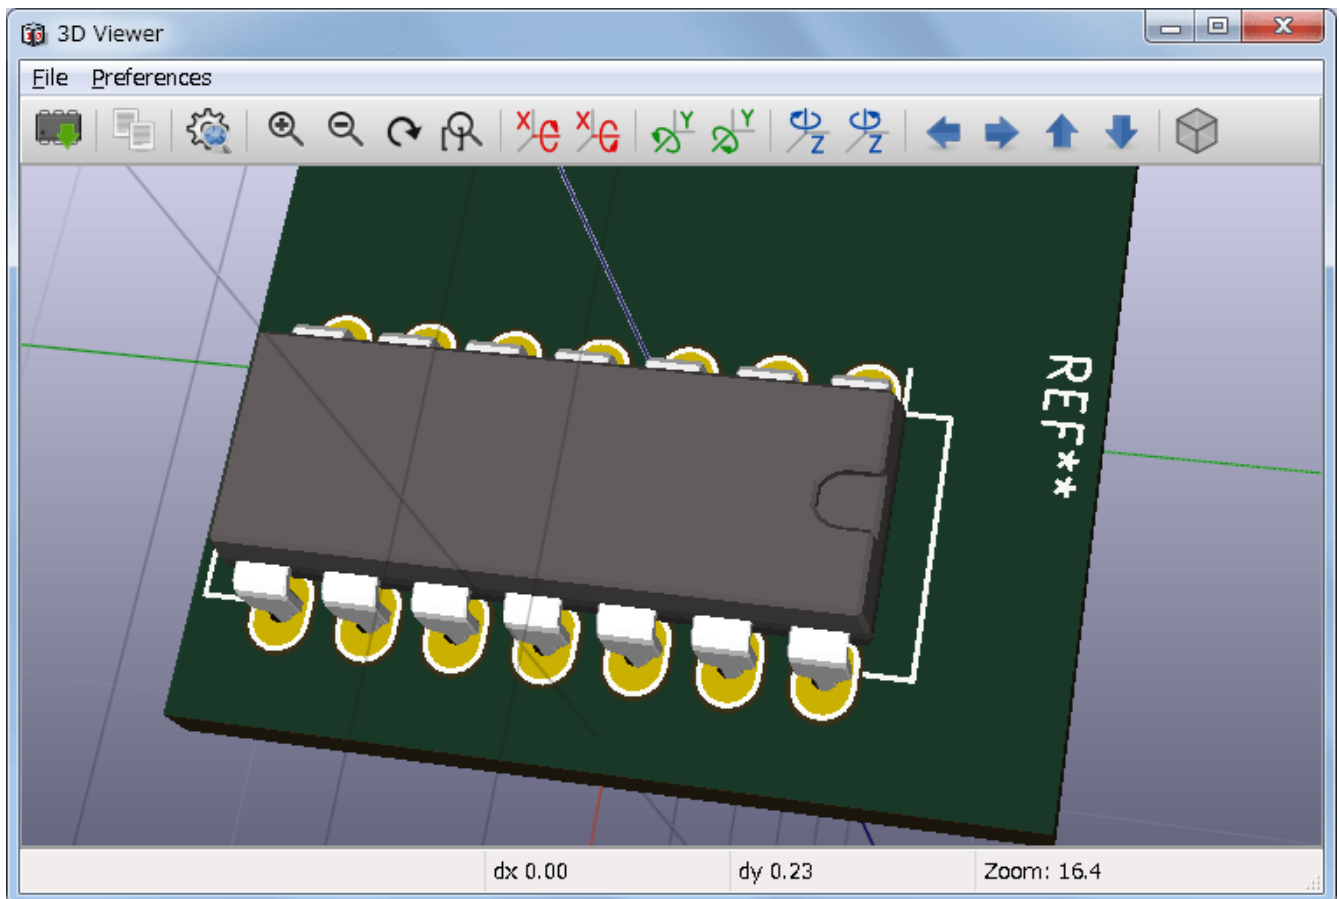 3D Viewer
File Preferences
X X Y Y Z Z
REF**
dx 0.00 dy 0.23 Zoom: 16.4